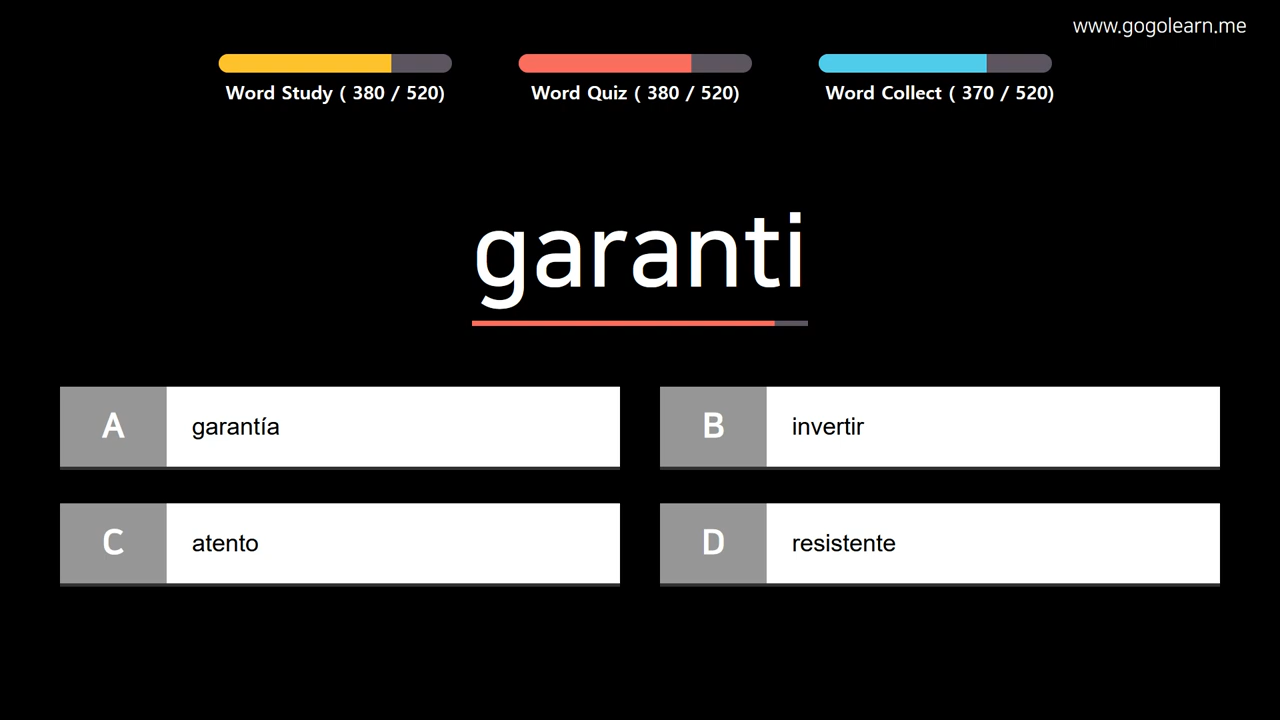 www.gogolearn.me
Word Study ( 380 / 520)
Word Quiz ( 380 / 520)
Word Collect ( 370 / 520)
garanti
A garantía
B invertir
C atento
D resistente